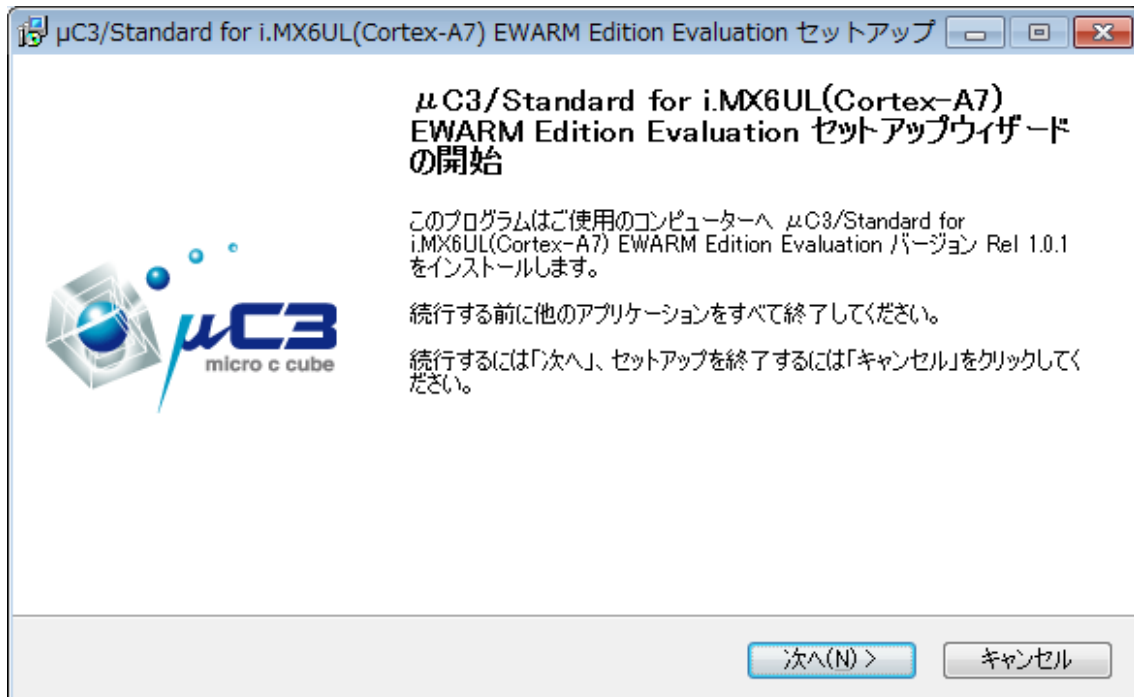 µC3/Standard for i.MX6UL(Cortex-A7) EWARM Edition Evaluation セットアップ
μC3/Standard for i.MX6UL(Cortex-A7)
EWARM Edition Evaluation セットアップウィザード
の開始
このプログラムはご使用のコンピューターへ μC3/Standard for
i.MX6UL(Cortex-A7) EWARM Edition Evaluation バージョン Rel 1.0.1
をインストールします。
続行する前に他のアプリケーションをすべて終了してください。
続行するには「次へ」、セットアップを終了するには「キャンセル」をクリックしてく
ださい。
μC3
micro c cube
次へ(N) >
キャンセル